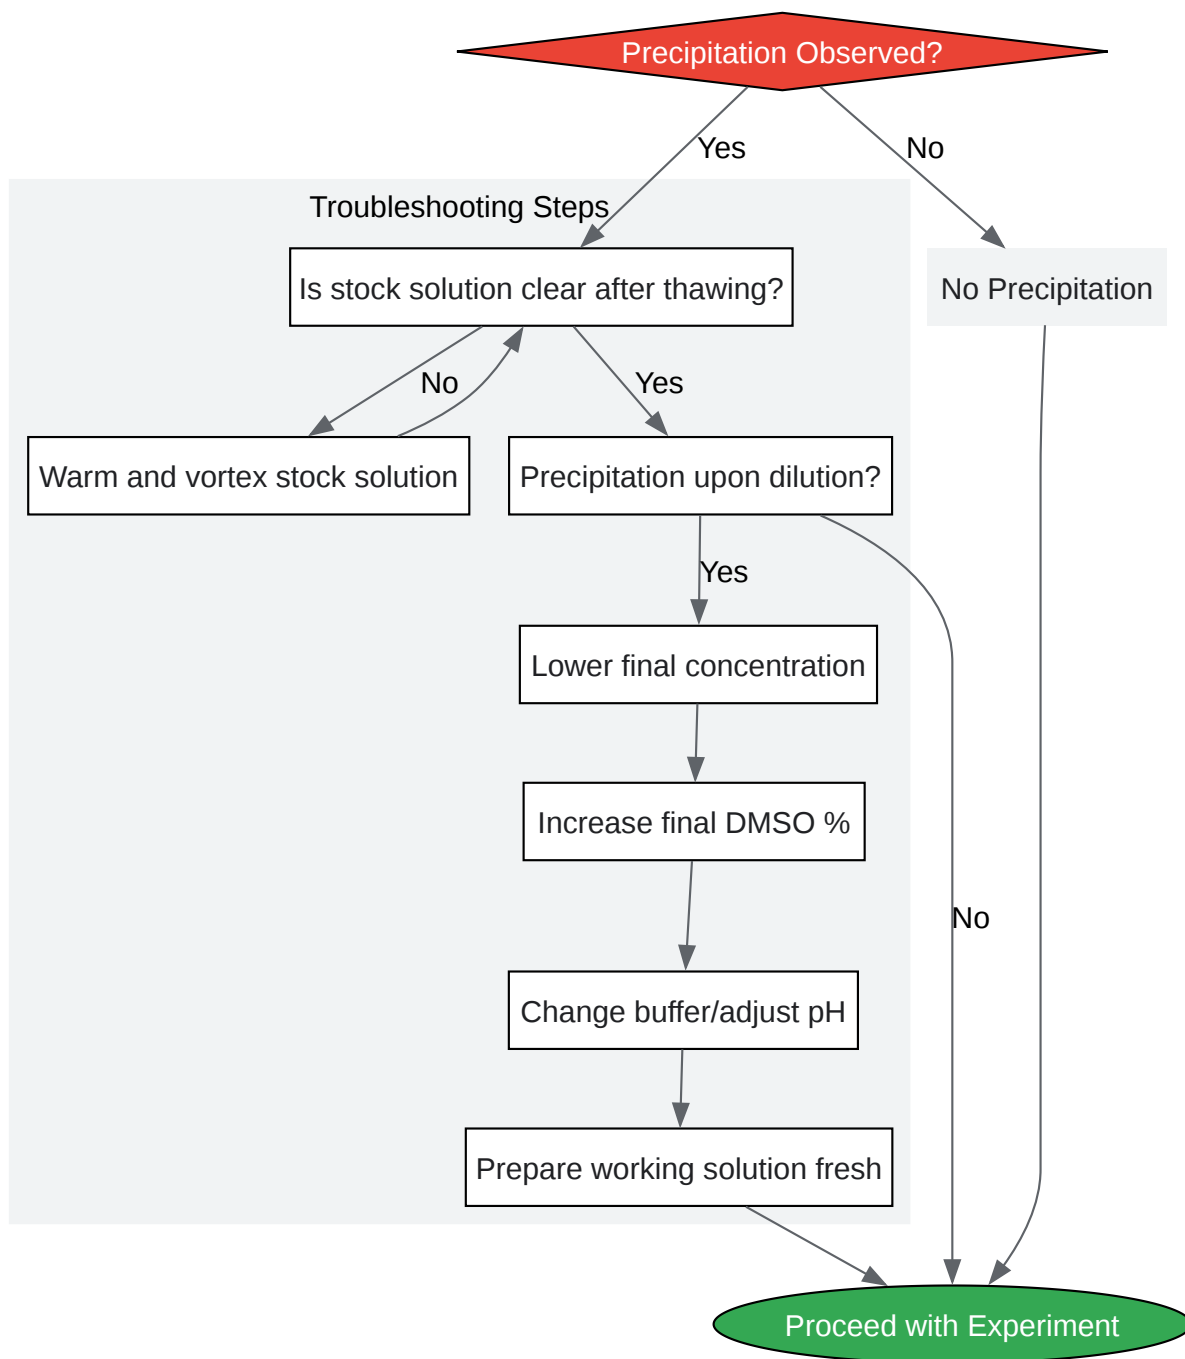 Precipitation Observed?
Yes
No
Troubleshooting Steps
Is stock solution clear after thawing?
No Precipitation
No
Yes
Warm and vortex stock solution
Precipitation upon dilution?
Yes
Lower final concentration
Increase final DMSO %
No
Change buffer/adjust pH
Prepare working solution fresh
Proceed with Experiment